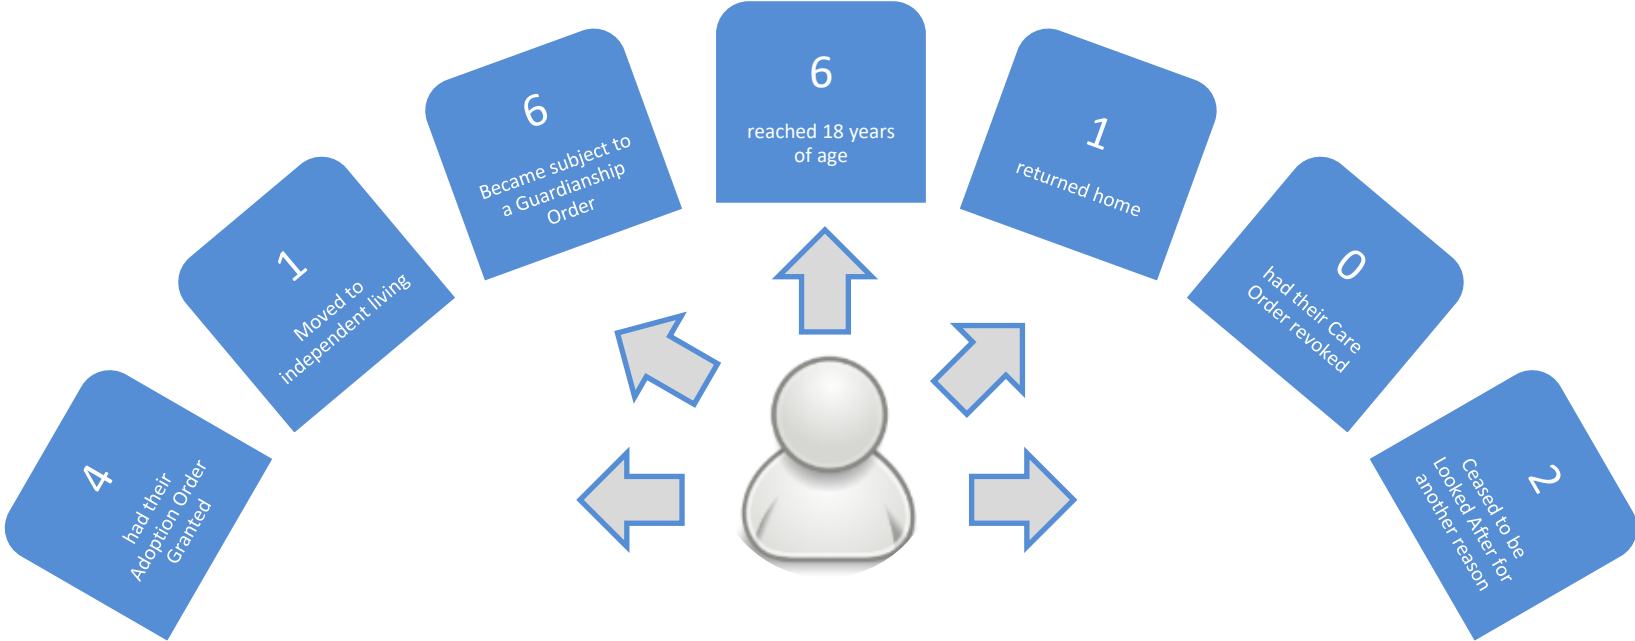 4
had their
Adoption Order
Granted
1
Moved to
independent living
6
Became subject to
a Guardianship
Order
6
reached 18 years
of age
1
returned home
0
had their Care
Order revoked
2
Ceased to be
Looked After for
another reason